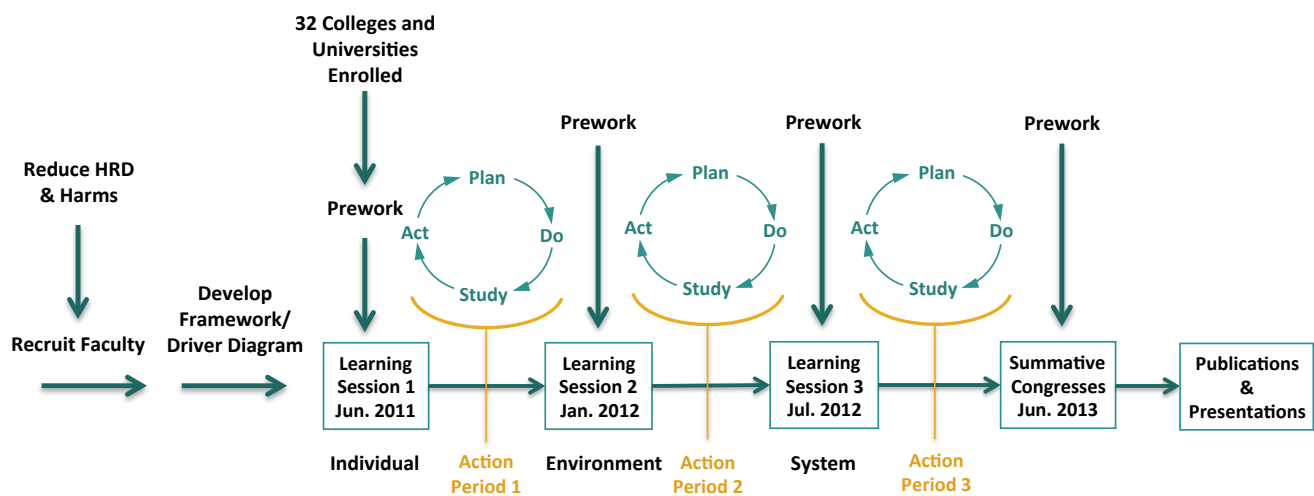 32 Colleges and
Universities
Enrolled
Reduce HRD
& Harms
Prework
Prework
Prework
Prework
Plan
Do
Study
Act
Plan
Do
Study
Act
Plan
Do
Study
Act
Recruit Faculty
Develop
Framework/
Driver Diagram
Learning
Session 1
Jun. 2011
Learning
Session 2
Jan. 2012
Learning
Session 3
Jul. 2012
Summative
Congresses
Jun. 2013
Publications
&
Presentations
Individual
Action
Period 1
Environment
Action
Period 2
System
Action
Period 3